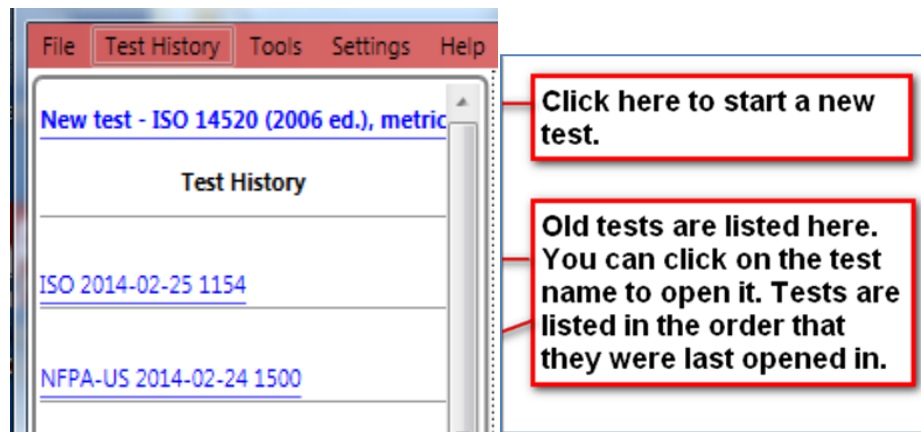 File Test History Tools Settings Help
New test - ISO 14520 (2006 ed.), metric
Test History
ISO 2014-02-25 1154
NFPA-US 2014-02-24 1500
Click here to start a new
test.
Old tests are listed here.
You can click on the test
name to open it. Tests are
listed in the order that
they were last opened in.